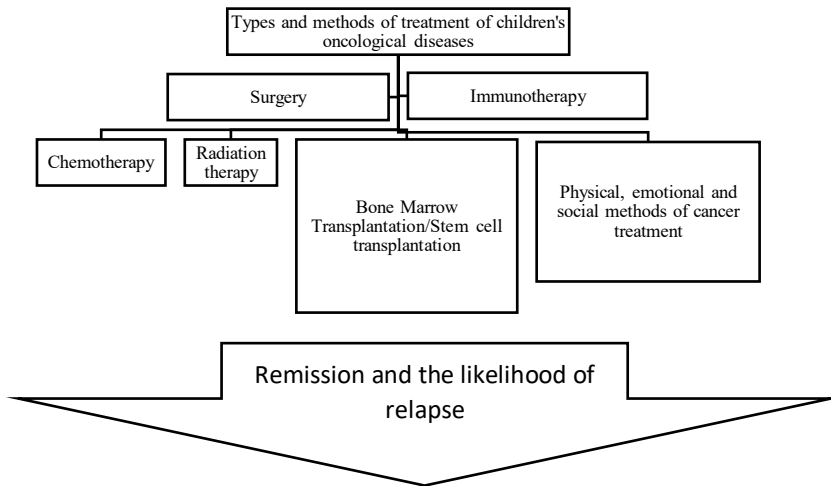 Types and methods of treatment of children's
oncological diseases
Surgery
Immunotherapy
Chemotherapy
Radiation
therapy
Bone Marrow
Transplantation/Stem cell
transplantation
Physical, emotional and
social methods of cancer
treatment
Remission and the likelihood of
relapse